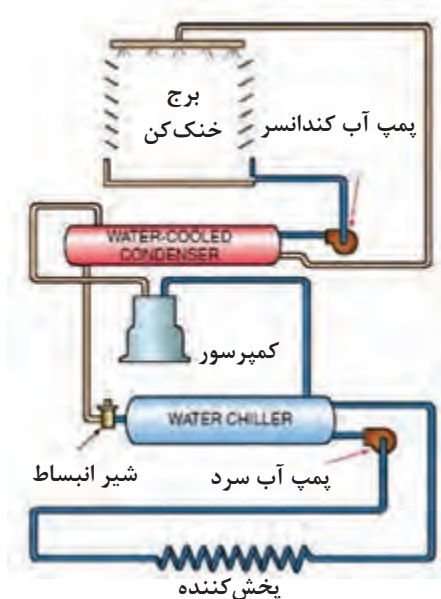 برج
خنک‌کن
پمپ آب کندانسر
WATER-COOLED
CONDENSER
کمپرسور
WATER CHILLER
شیر انبساط
پمپ آب سرد
پخش‌کننده